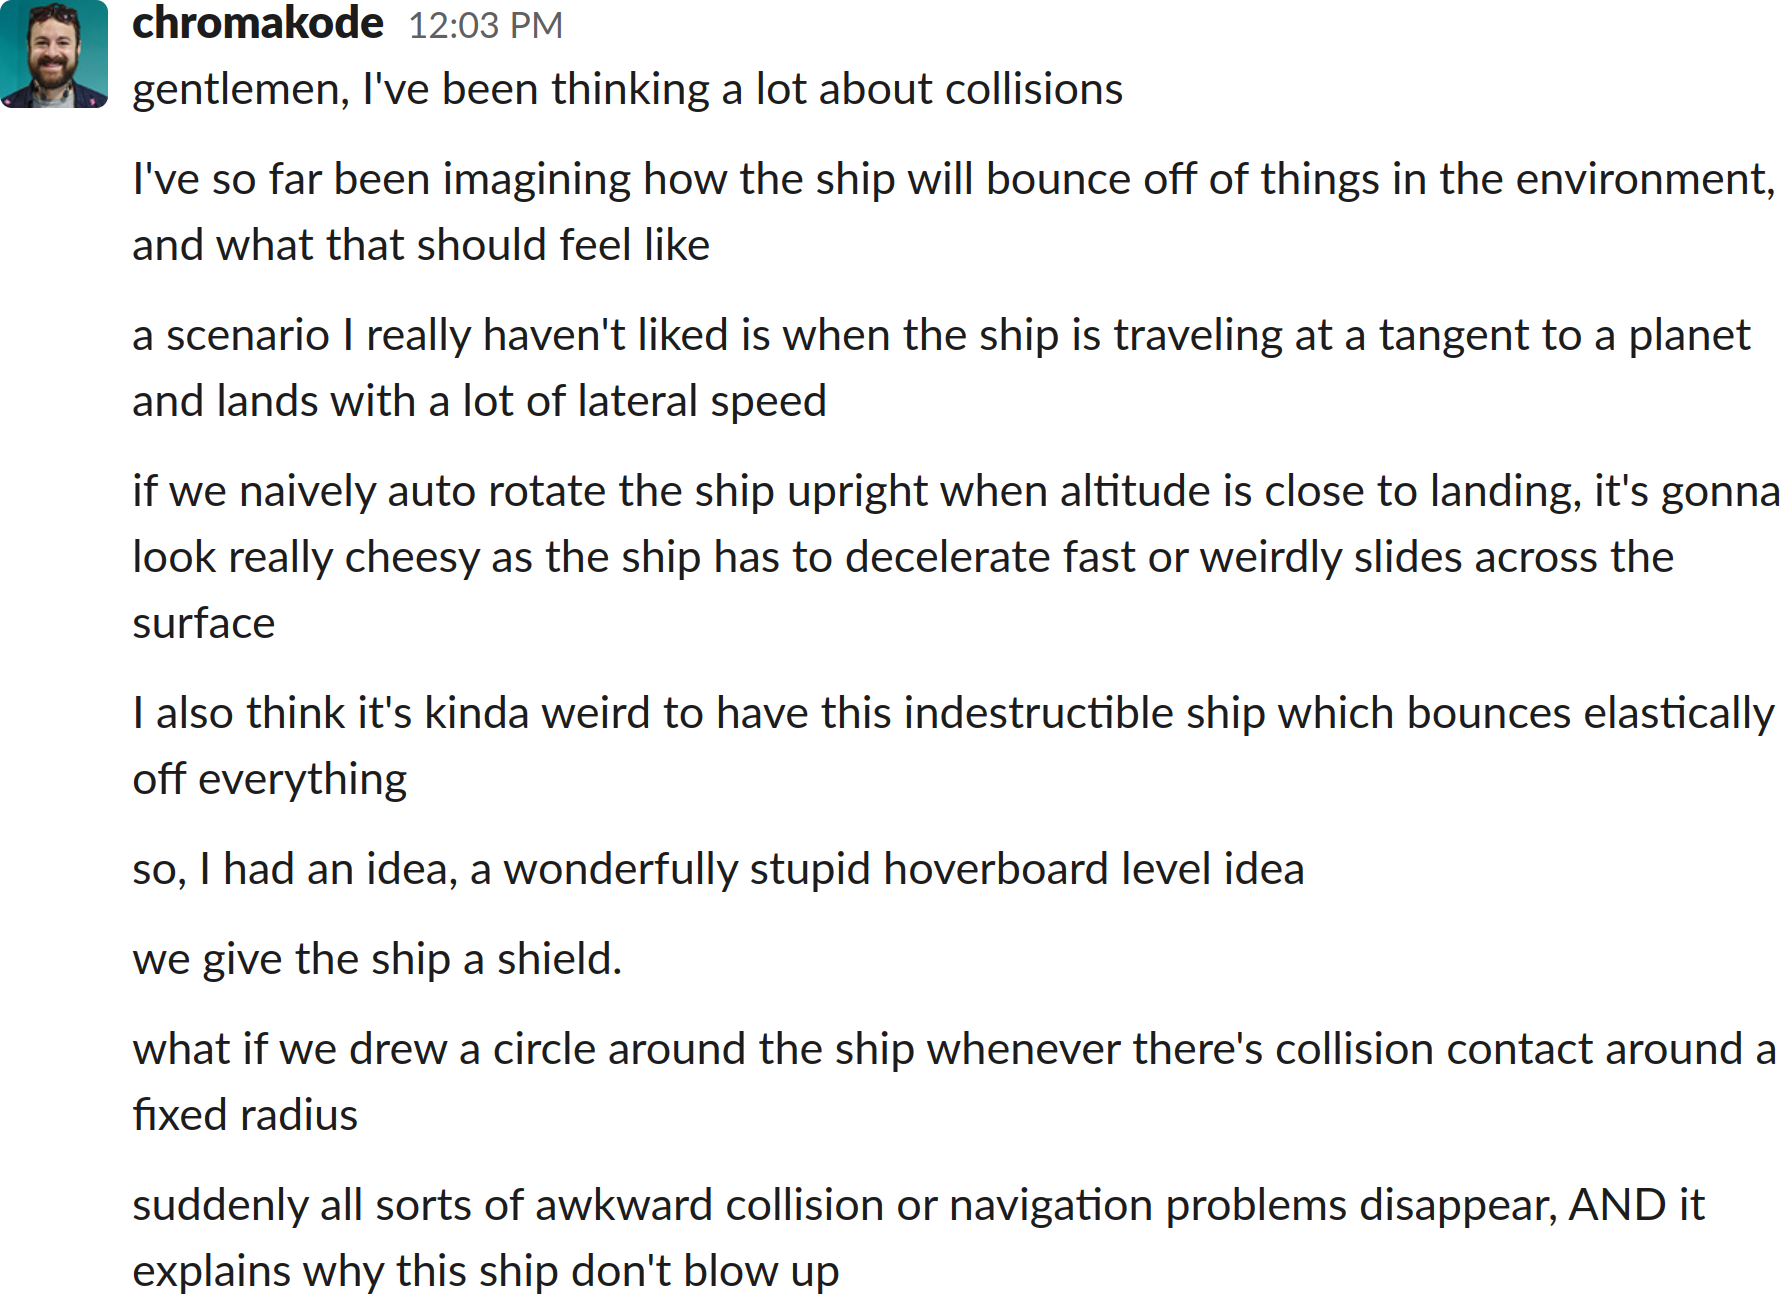 chromakode 12:03 PM
gentlemen, I've been thinking a lot about collisions
I've so far been imagining how the ship will bounce off of things in the environment,
and what that should feel like
a scenario I really haven't liked is when the ship is traveling at a tangent to a planet
and lands with a lot of lateral speed
if we naively auto rotate the ship upright when altitude is close to landing, it's gonna
look really cheesy as the ship has to decelerate fast or weirdly slides across the
surface
I also think it's kinda weird to have this indestructible ship which bounces elastically
off everything
so, I had an idea, a wonderfully stupid hoverboard level idea
we give the ship a shield.
what if we drew a circle around the ship whenever there's collision contact around a
fixed radius
suddenly all sorts of awkward collision or navigation problems disappear, AND it
explains why this ship don't blow up